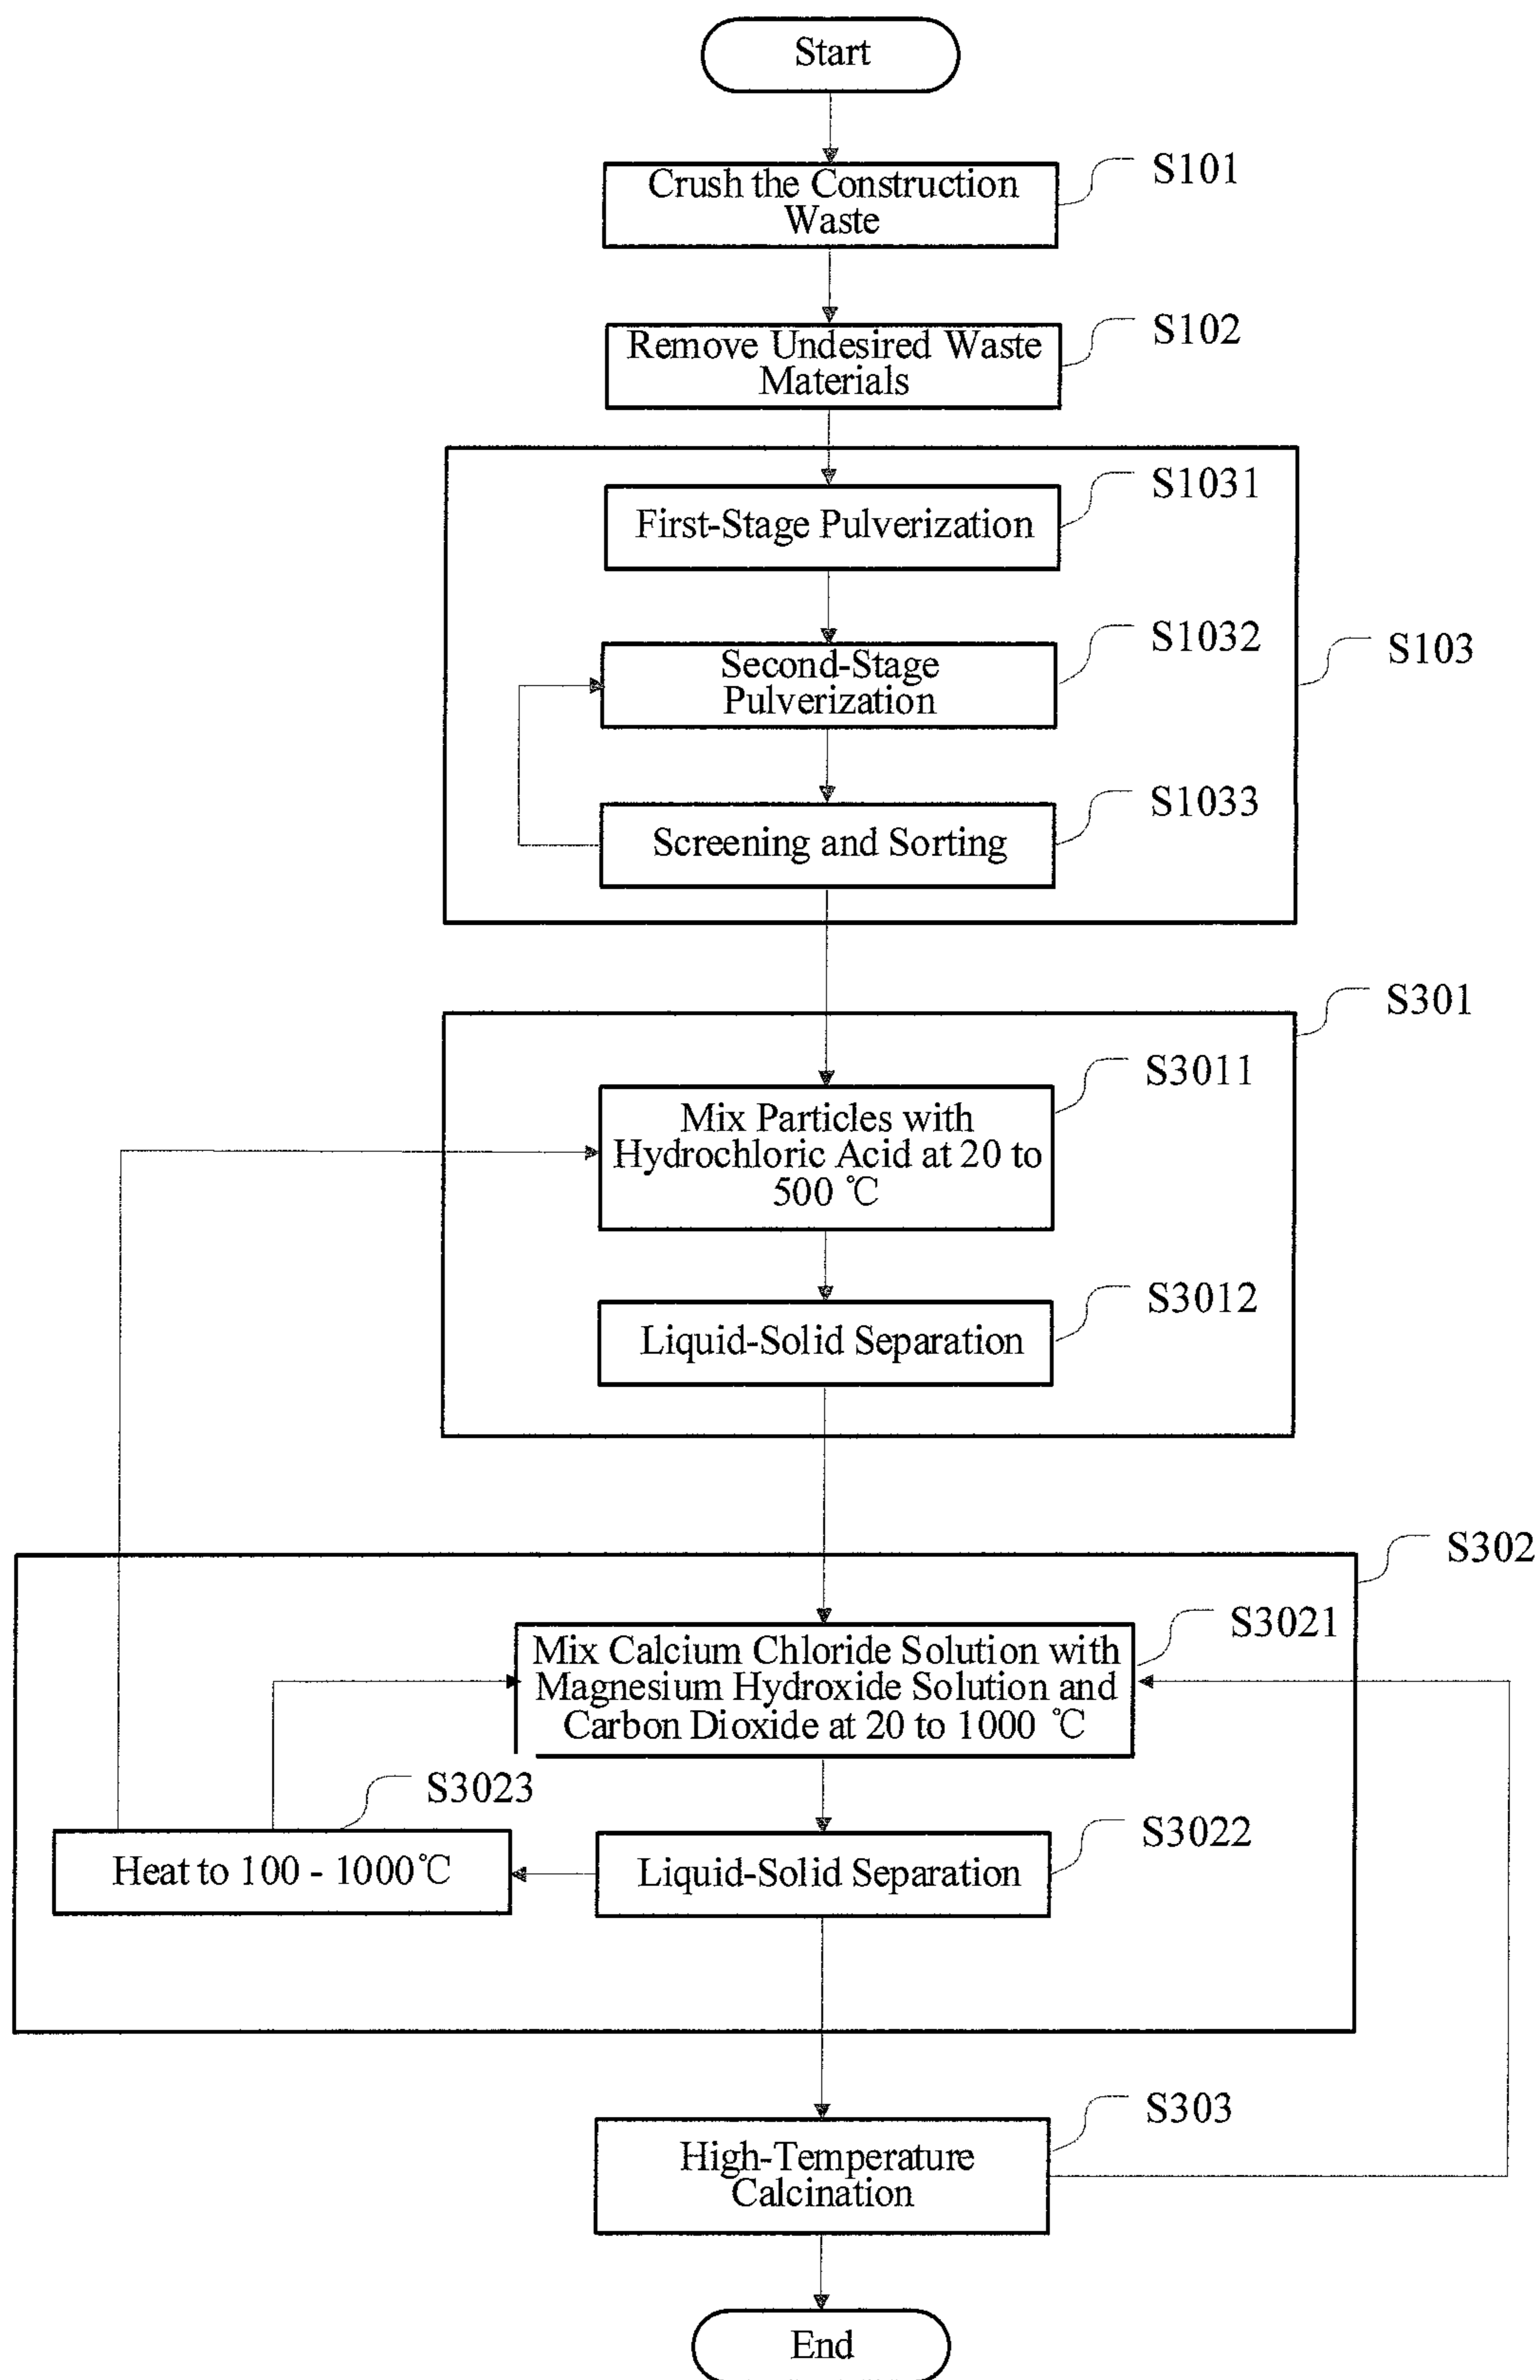 Start
S101
Crush the Construction
Waste
S102
Remove Undesired Waste
Materials
S1031
First-Stage Pulverization
S1032
S103
Second-Stage
Pulverization
S1033
Screening and Sorting
S301
S3011
Mix Particles with
Hydrochloric Acid at 20 to
500 ℃
S3012
Liquid-Solid Separation
S302
S3021
Mix Calcium Chloride Solution with
Magnesium Hydroxide Solution and
Carbon Dioxide at 20 to 1000 ℃
S3023
S3022
Heat to 100 - 1000℃
Liquid-Solid Separation
S303
High-Temperature
Calcination
End